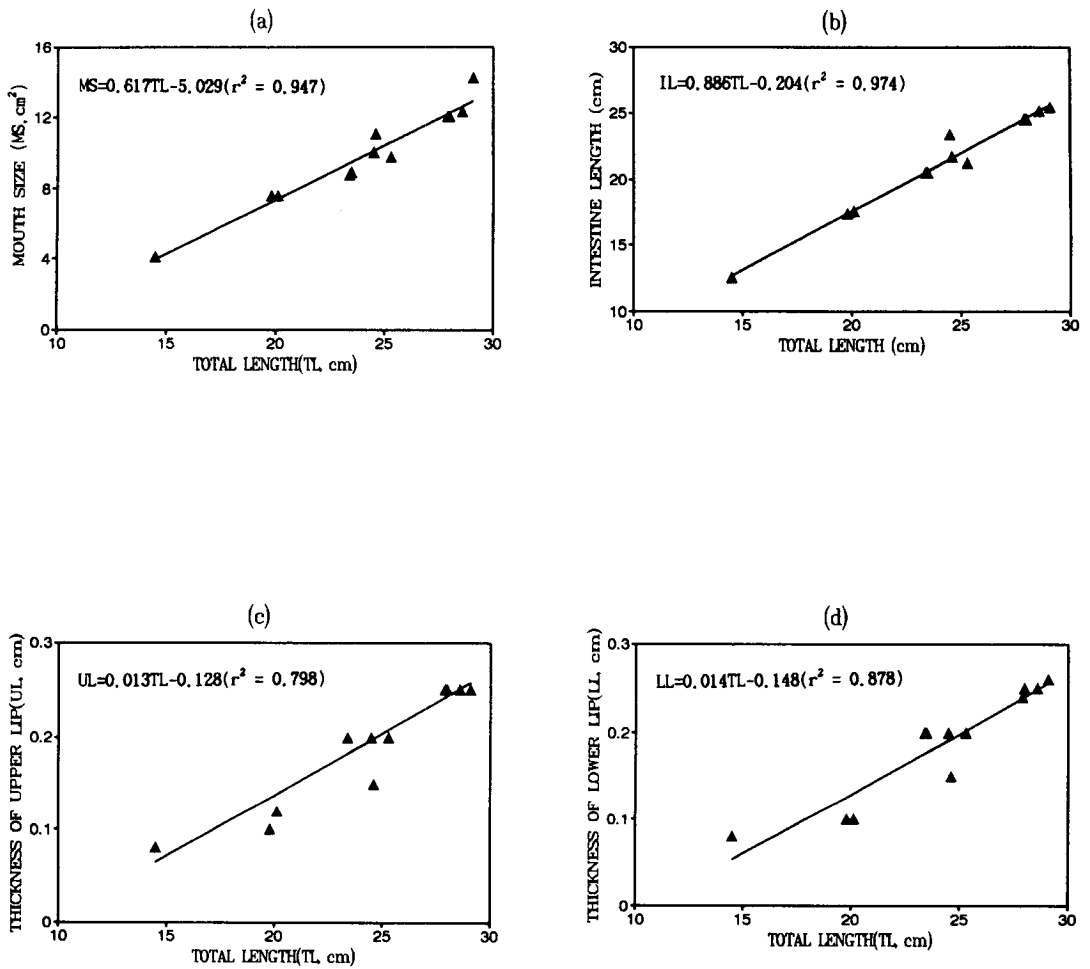 (a)
16
12
8
4
0
MOUTH SIZE (MS, cm²)
MS=0.617TL-5.029(r² = 0.947)
10 15 20 25 30
TOTAL LENGTH(TL, cm)
(b)
30
25
20
15
10
INTESTINE LENGTH (cm)
IL=0.886TL-0.204(r² = 0.974)
10 15 20 25 30
TOTAL LENGTH (cm)
(c)
0.3
0.2
0.1
0
THICKNESS OF UPPER LIP(UL, cm)
UL=0.013TL-0.128(r² = 0.798)
10 15 20 25 30
TOTAL LENGTH(TL, cm)
(d)
0.3
0.2
0.1
0
THICKNESS OF LOWER LIP(LL, cm)
LL=0.014TL-0.148(r² = 0.878)
10 15 20 25 30
TOTAL LENGTH(TL, cm)